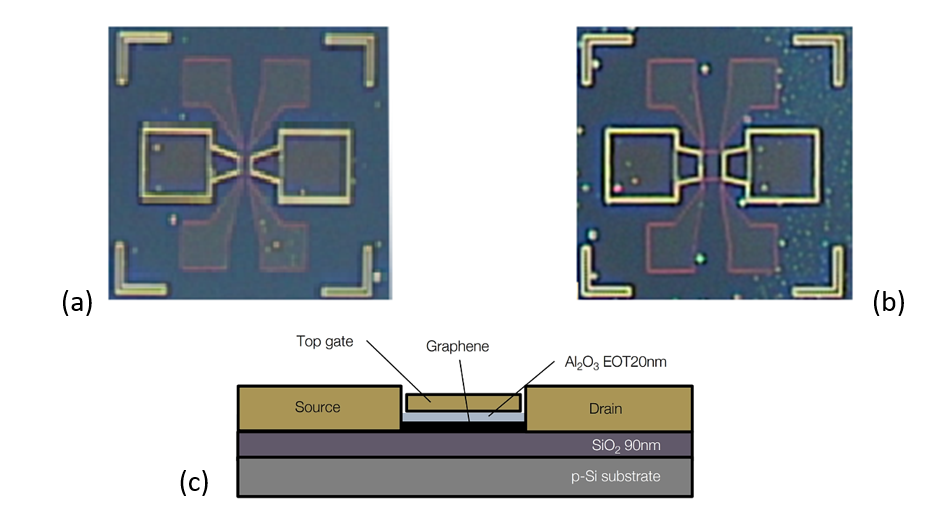 (a)
(b)
Top gate
Graphene
Al₂O₃ EOT20nm
Source
Drain
SiO₂ 90nm
p-Si substrate
(c)